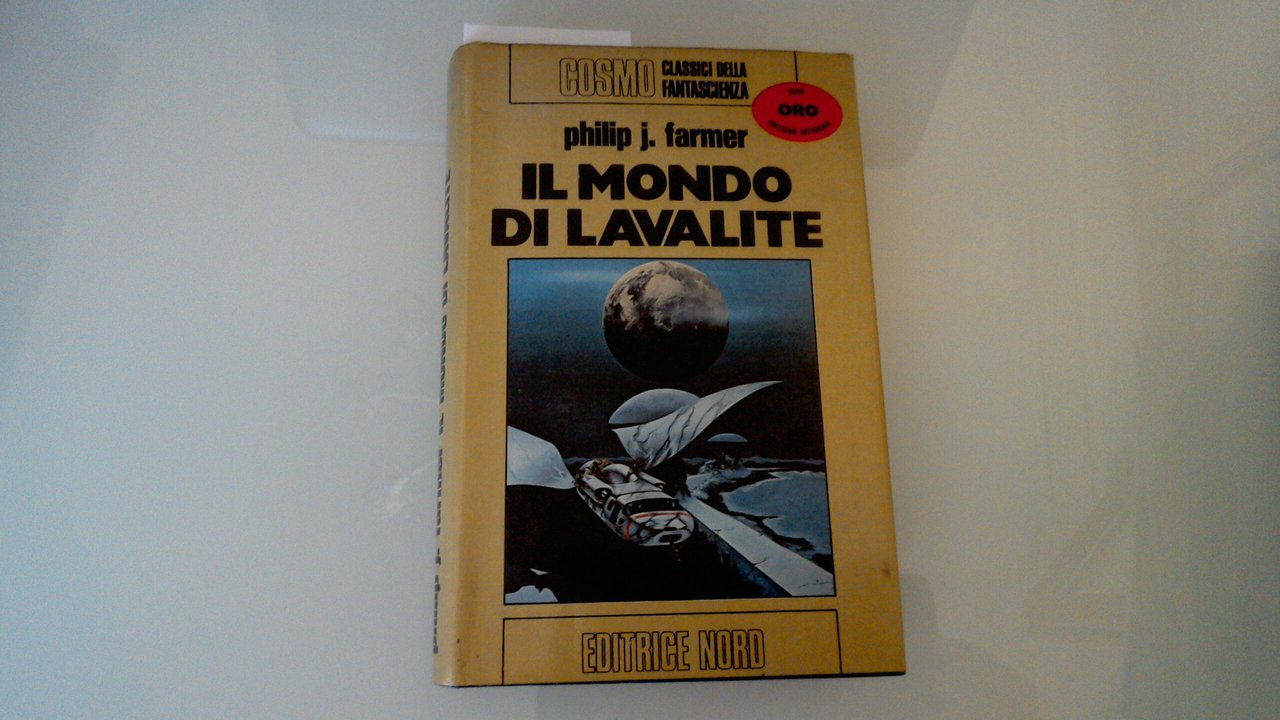 COSMO
CLASSICI DELLA
FANTASCIENZA
ORO
philip j. farmer
IL MONDO
DI LAVALITE
EDITRICE NORD